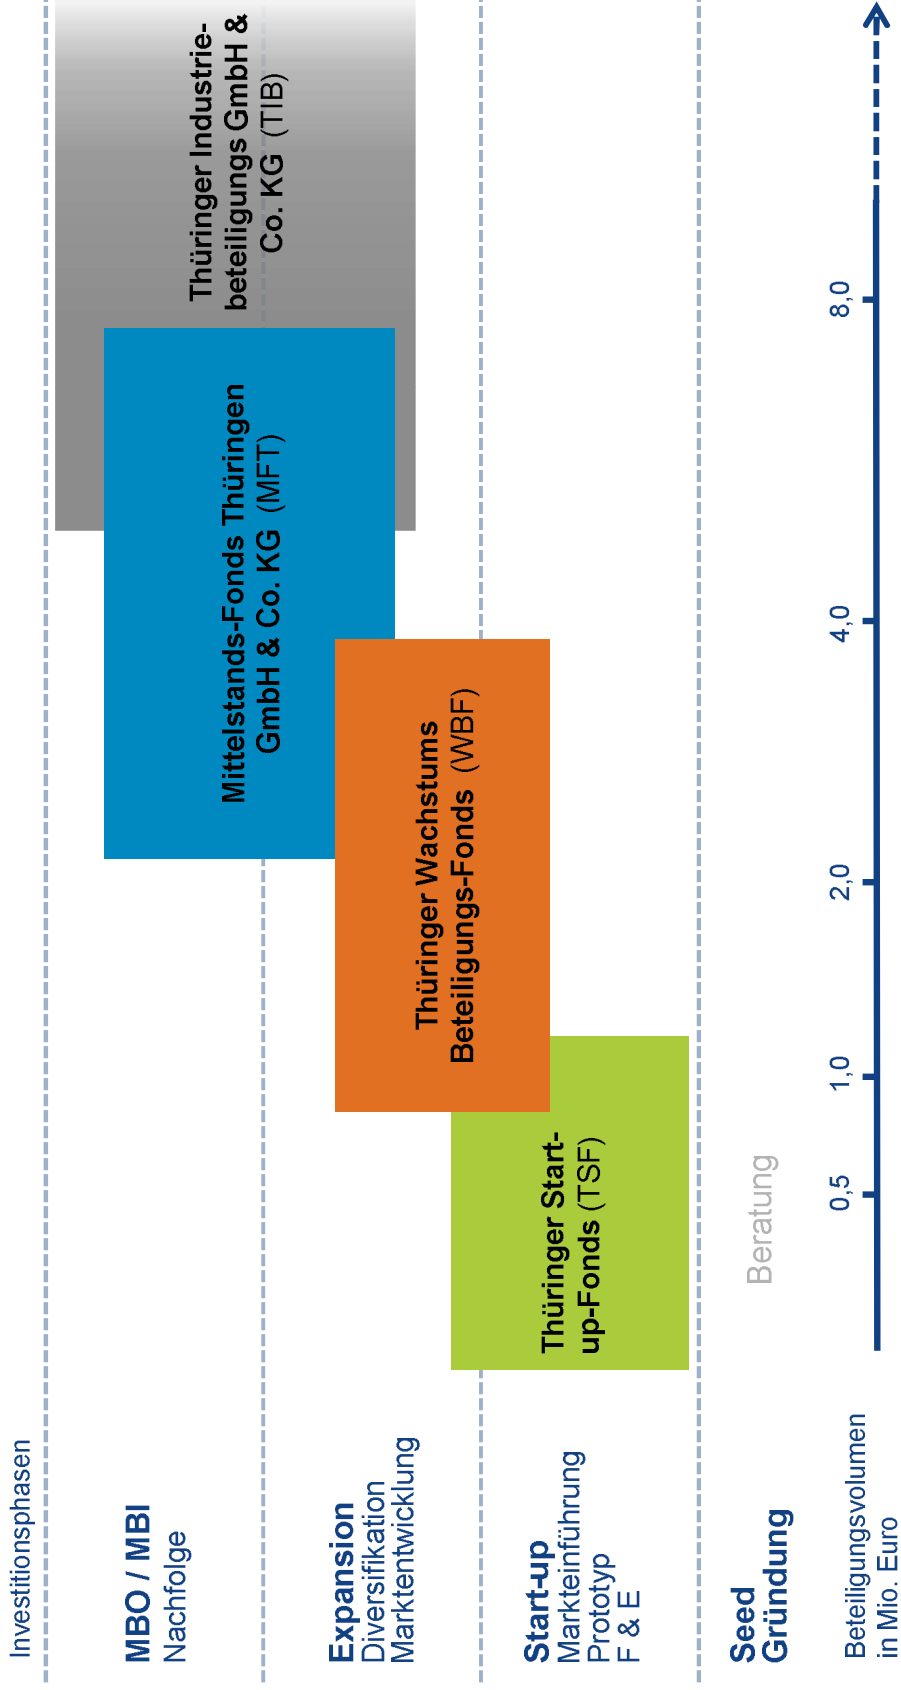 Investitionsphasen
MBO / MBI
Nachfolge
Thüringer Industrie-
beteiligungs GmbH &
Co. KG (TIB)
Mittelstands-Fonds Thüringen
GmbH & Co. KG (MFT)
Expansion
Diversifikation
Marktentwicklung
Thüringer Wachstums
Beteiligungs-Fonds (WBF)
Start-up
Markteinführung
Prototyp
F & E
Thüringer Start-
up-Fonds (TSF)
Seed
Gründung
Beratung
Beteiligungsvolumen
in Mio. Euro
0,5
1,0
2,0
4,0
8,0